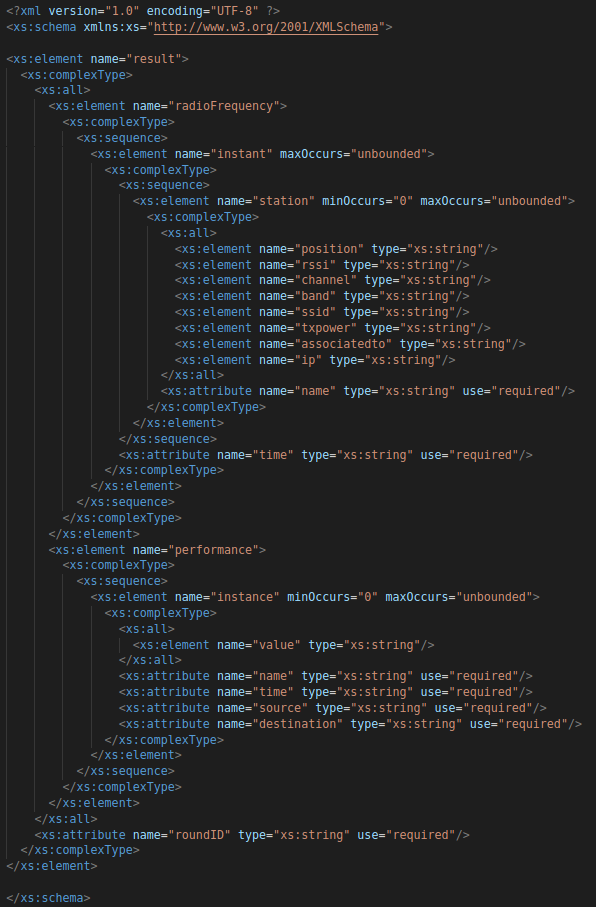 <?xml version="1.0" encoding="UTF-8" ?>
<xs:schema xmlns:xs="http://www.w3.org/2001/XMLSchema">

<xs:element name="result">
  <xs:complexType>
    <xs:all>
      <xs:element name="radioFrequency">
        <xs:complexType>
          <xs:sequence>
            <xs:element name="instant" maxOccurs="unbounded">
              <xs:complexType>
                <xs:sequence>
                  <xs:element name="station" minOccurs="0" maxOccurs="unbounded">
                    <xs:complexType>
                      <xs:all>
                        <xs:element name="position" type="xs:string"/>
                        <xs:element name="rssi" type="xs:string"/>
                        <xs:element name="channel" type="xs:string"/>
                        <xs:element name="band" type="xs:string"/>
                        <xs:element name="ssid" type="xs:string"/>
                        <xs:element name="txpower" type="xs:string"/>
                        <xs:element name="associatedto" type="xs:string"/>
                        <xs:element name="ip" type="xs:string"/>
                      </xs:all>
                      <xs:attribute name="name" type="xs:string" use="required"/>
                    </xs:complexType>
                  </xs:element>
                </xs:sequence>
                <xs:attribute name="time" type="xs:string" use="required"/>
              </xs:complexType>
            </xs:element>
          </xs:sequence>
        </xs:complexType>
      </xs:element>
      <xs:element name="performance">
        <xs:complexType>
          <xs:sequence>
            <xs:element name="instance" minOccurs="0" maxOccurs="unbounded">
              <xs:complexType>
                <xs:all>
                  <xs:element name="value" type="xs:string"/>
                </xs:all>
                <xs:attribute name="name" type="xs:string" use="required"/>
                <xs:attribute name="time" type="xs:string" use="required"/>
                <xs:attribute name="source" type="xs:string" use="required"/>
                <xs:attribute name="destination" type="xs:string" use="required"/>
              </xs:complexType>
            </xs:element>
          </xs:sequence>
        </xs:complexType>
      </xs:element>
    </xs:all>
    <xs:attribute name="roundID" type="xs:string" use="required"/>
  </xs:complexType>
</xs:element>

</xs:schema>